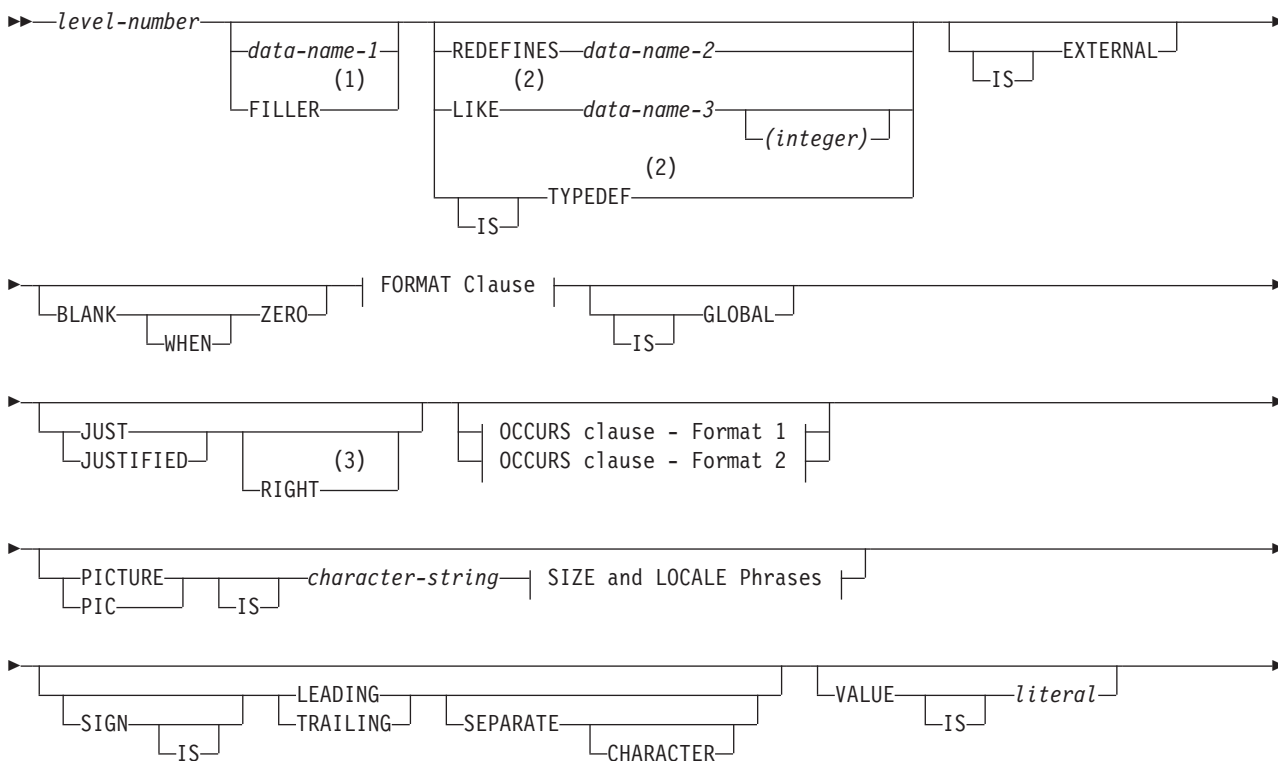 level-number
data-name-1 REDEFINES data-name-2 EXTERNAL
(1) (2) IS
FILLER LIKE data-name-3
(integer)
(2)
TYPEDEF
IS
FORMAT Clause
BLANK ZERO GLOBAL
WHEN IS
JUST OCCURS clause - Format 1
JUSTIFIED (3) OCCURS clause - Format 2
RIGHT
PICTURE character-string SIZE and LOCALE Phrases
PIC IS
LEADING VALUE literal
SIGN TRAILING SEPARATE IS
IS CHARACTER